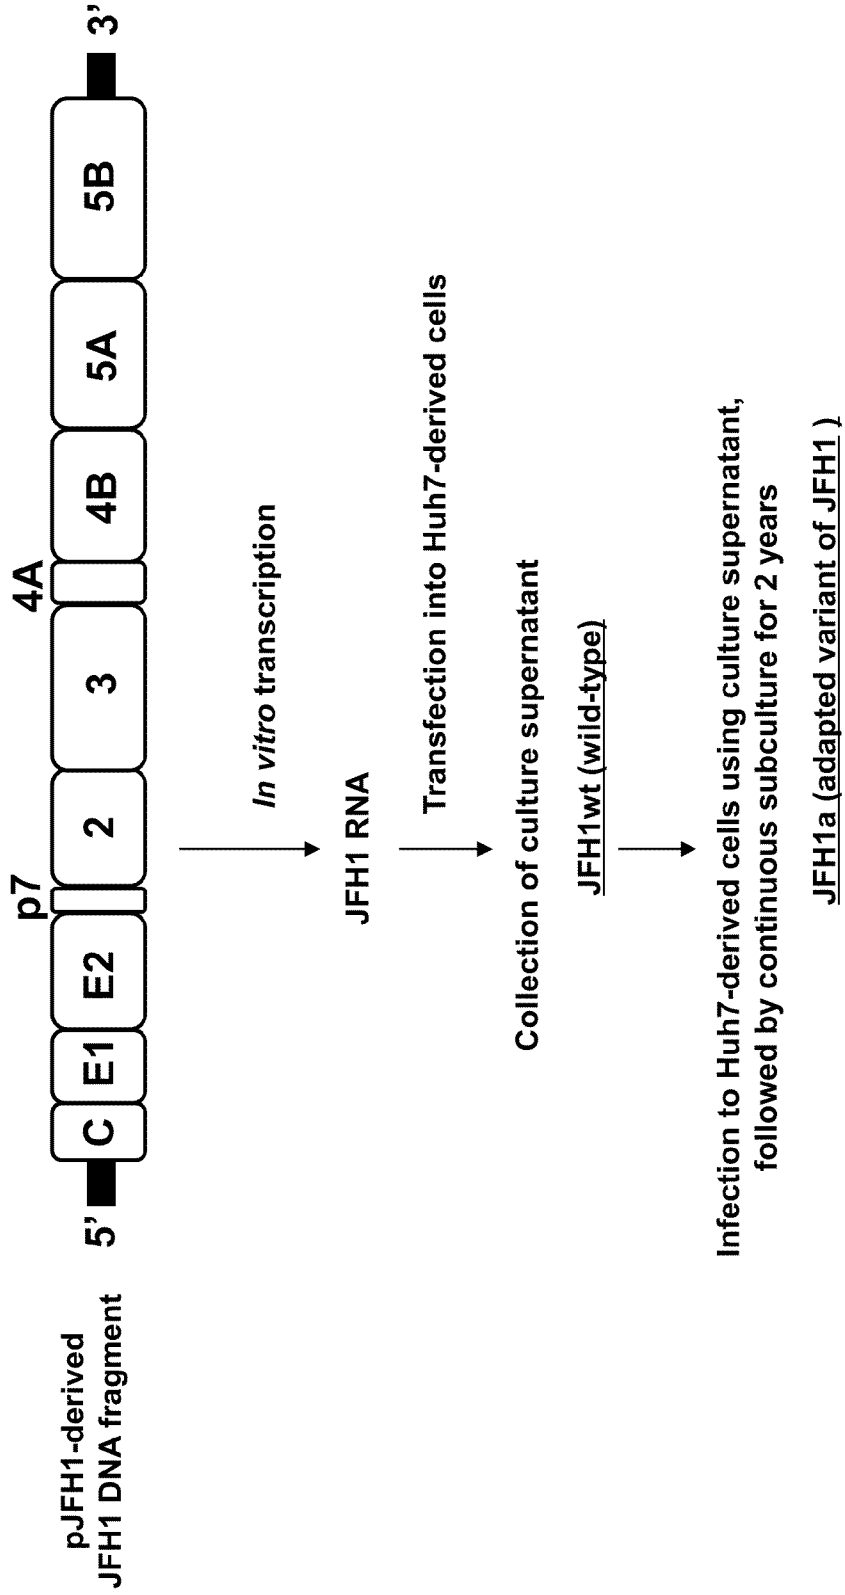 pJFH1-derived
JFH1 DNA fragment
5’
C
E1
E2
p7
2
3
4A
4B
5A
5B
3’
In vitro transcription
JFH1 RNA
Transfection into Huh7-derived cells
Collection of culture supernatant
JFH1wt (wild-type)
Infection to Huh7-derived cells using culture supernatant,
followed by continuous subculture for 2 years
JFH1a (adapted variant of JFH1 )